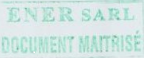 ENER SARL
DOCUMENT MAITRISÉ